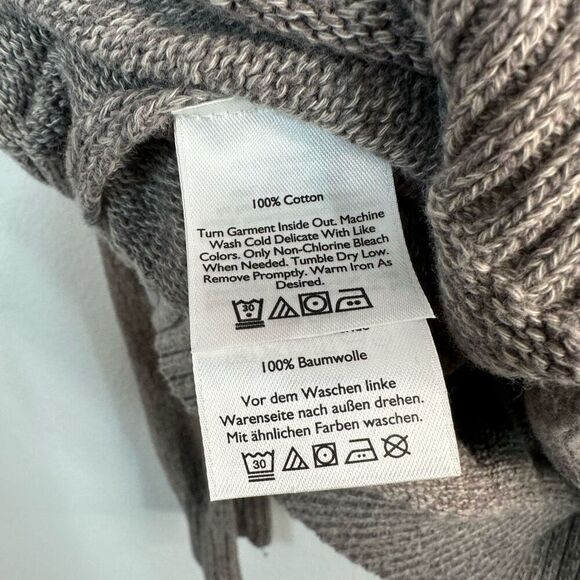 100% Cotton
Turn Garment Inside Out. Machine
Wash Cold Delicate With Like
Colors. Only Non-Chlorine Bleach
When Needed. Tumble Dry Low.
Remove Promptly. Warm Iron As
Desired.
30
100% Baumwolle
Vor dem Waschen linke
Warenseite nach außen drehen.
Mit ähnlichen Farben waschen.
30